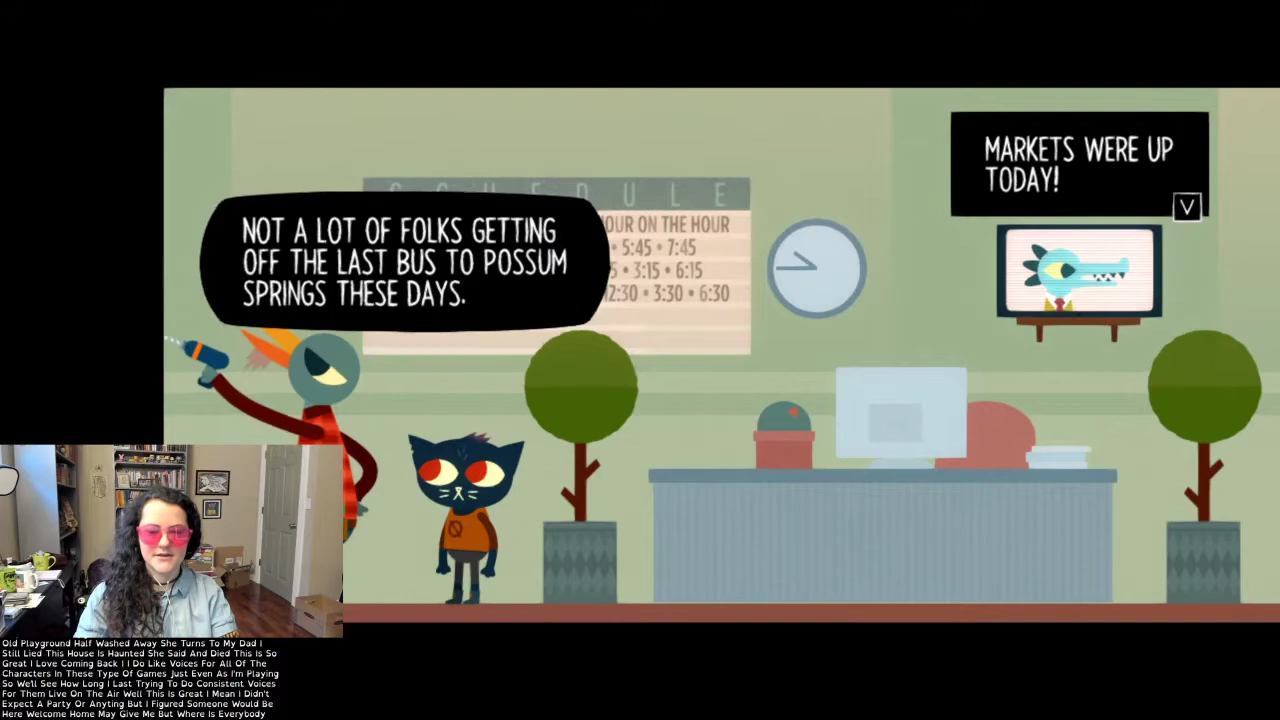 MARKETS WERE UP
TODAY!
V
SCHEDULE
NOT A LOT OF FOLKS GETTING
OFF THE LAST BUS TO POSSUM
SPRINGS THESE DAYS.
HOUR ON THE HOUR
• 5:45 • 7:45
5 • 3:15 • 6:15
12:30 • 3:30 • 6:30
Old Playground Half Washed Away She Turns To My Dad I
Still Lied This House Is Haunted She Said And Died This Is So
Great I Love Coming Back I I Do Like Voices For All Of The
Characters In These Type Of Games Just Even As I'm Playing
So We'll See How Long I Last Trying To Do Consistent Voices
For Them Live On The Air Well This Is Great I Mean I Didn't
Expect A Party Or Anyting But I Figured Someone Would Be
Here Welcome Home May Give Me But Where Is Everybody